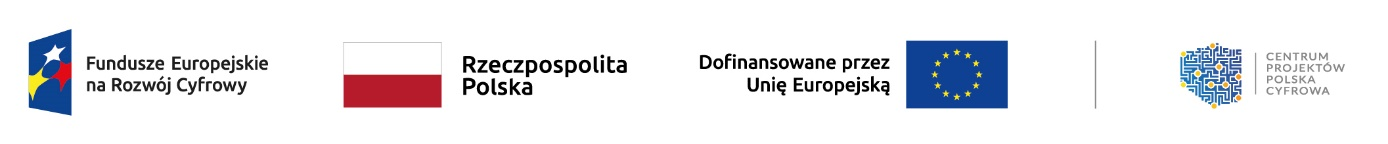 Fundusze Europejskie
na Rozwój Cyfrowy
Rzeczpospolita
Polska
Dofinansowane przez
Unię Europejską
CENTRUM
PROJEKTÓW
POLSKA
CYFROWA